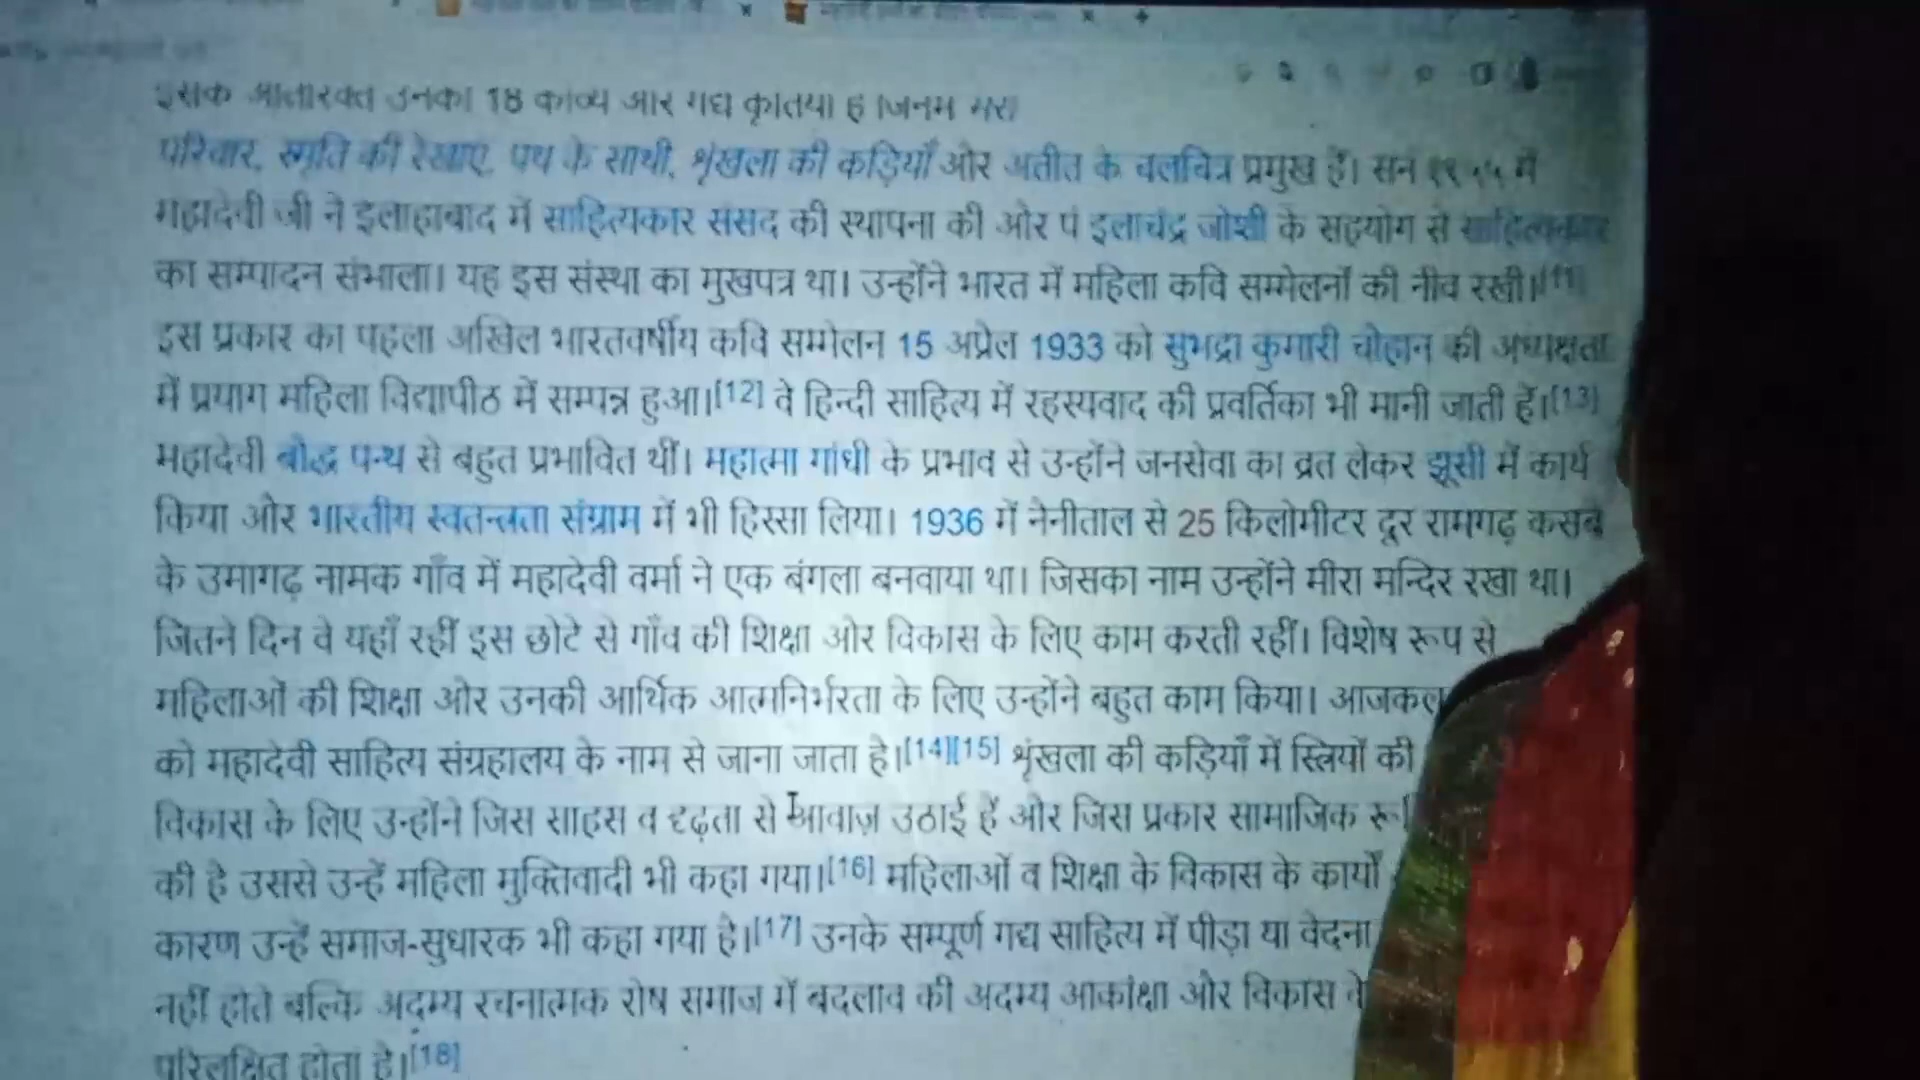 इसके अतिरिक्त उनकी 18 काव्य और गद्य कृतियां हैं जिनमें मेरा
परिवार, स्मृति की रेखाएं, पथ के साथी, शृंखला की कड़ियाँ और अतीत के चलचित्र प्रमुख हैं। सन १९५५ में
महादेवी जी ने इलाहाबाद में साहित्यकार संसद की स्थापना की और पं इलाचंद्र जोशी के सहयोग से साहित्यकार
का सम्पादन संभाला। यह इस संस्था का मुखपत्र था। उन्होंने भारत में महिला कवि सम्मेलनों की नीव रखी।[11]
इस प्रकार का पहला अखिल भारतवर्षीय कवि सम्मेलन 15 अप्रैल 1933 को सुभद्रा कुमारी चौहान की अध्यक्षता
में प्रयाग महिला विद्यापीठ में सम्पन्न हुआ।[12] वे हिन्दी साहित्य में रहस्यवाद की प्रवर्तिका भी मानी जाती हैं।[13]
महादेवी बौद्ध पन्थ से बहुत प्रभावित थीं। महात्मा गांधी के प्रभाव से उन्होंने जनसेवा का व्रत लेकर झूसी में कार्य
किया और भारतीय स्वतन्त्रता संग्राम में भी हिस्सा लिया। 1936 में नैनीताल से 25 किलोमीटर दूर रामगढ़ कसबे
के उमागढ़ नामक गाँव में महादेवी वर्मा ने एक बंगला बनवाया था। जिसका नाम उन्होंने मीरा मन्दिर रखा था।
जितने दिन वे यहाँ रहीं इस छोटे से गाँव की शिक्षा और विकास के लिए काम करती रहीं। विशेष रूप से
महिलाओं की शिक्षा और उनकी आर्थिक आत्मनिर्भरता के लिए उन्होंने बहुत काम किया। आजकल
को महादेवी साहित्य संग्रहालय के नाम से जाना जाता है।[14][15] शृंखला की कड़ियाँ में स्त्रियों की
विकास के लिए उन्होंने जिस साहस व दृढ़ता से आवाज़ उठाई हैं और जिस प्रकार सामाजिक
की है उससे उन्हें महिला मुक्तिवादी भी कहा गया।[16] महिलाओं व शिक्षा के विकास के कार्यों
कारण उन्हें समाज-सुधारक भी कहा गया है।[17] उनके सम्पूर्ण गद्य साहित्य में पीड़ा या वेदना
नहीं होते बल्कि अदम्य रचनात्मक रोष समाज में बदलाव की अदम्य आकांक्षा और विकास
परिलक्षित होता है।[18]